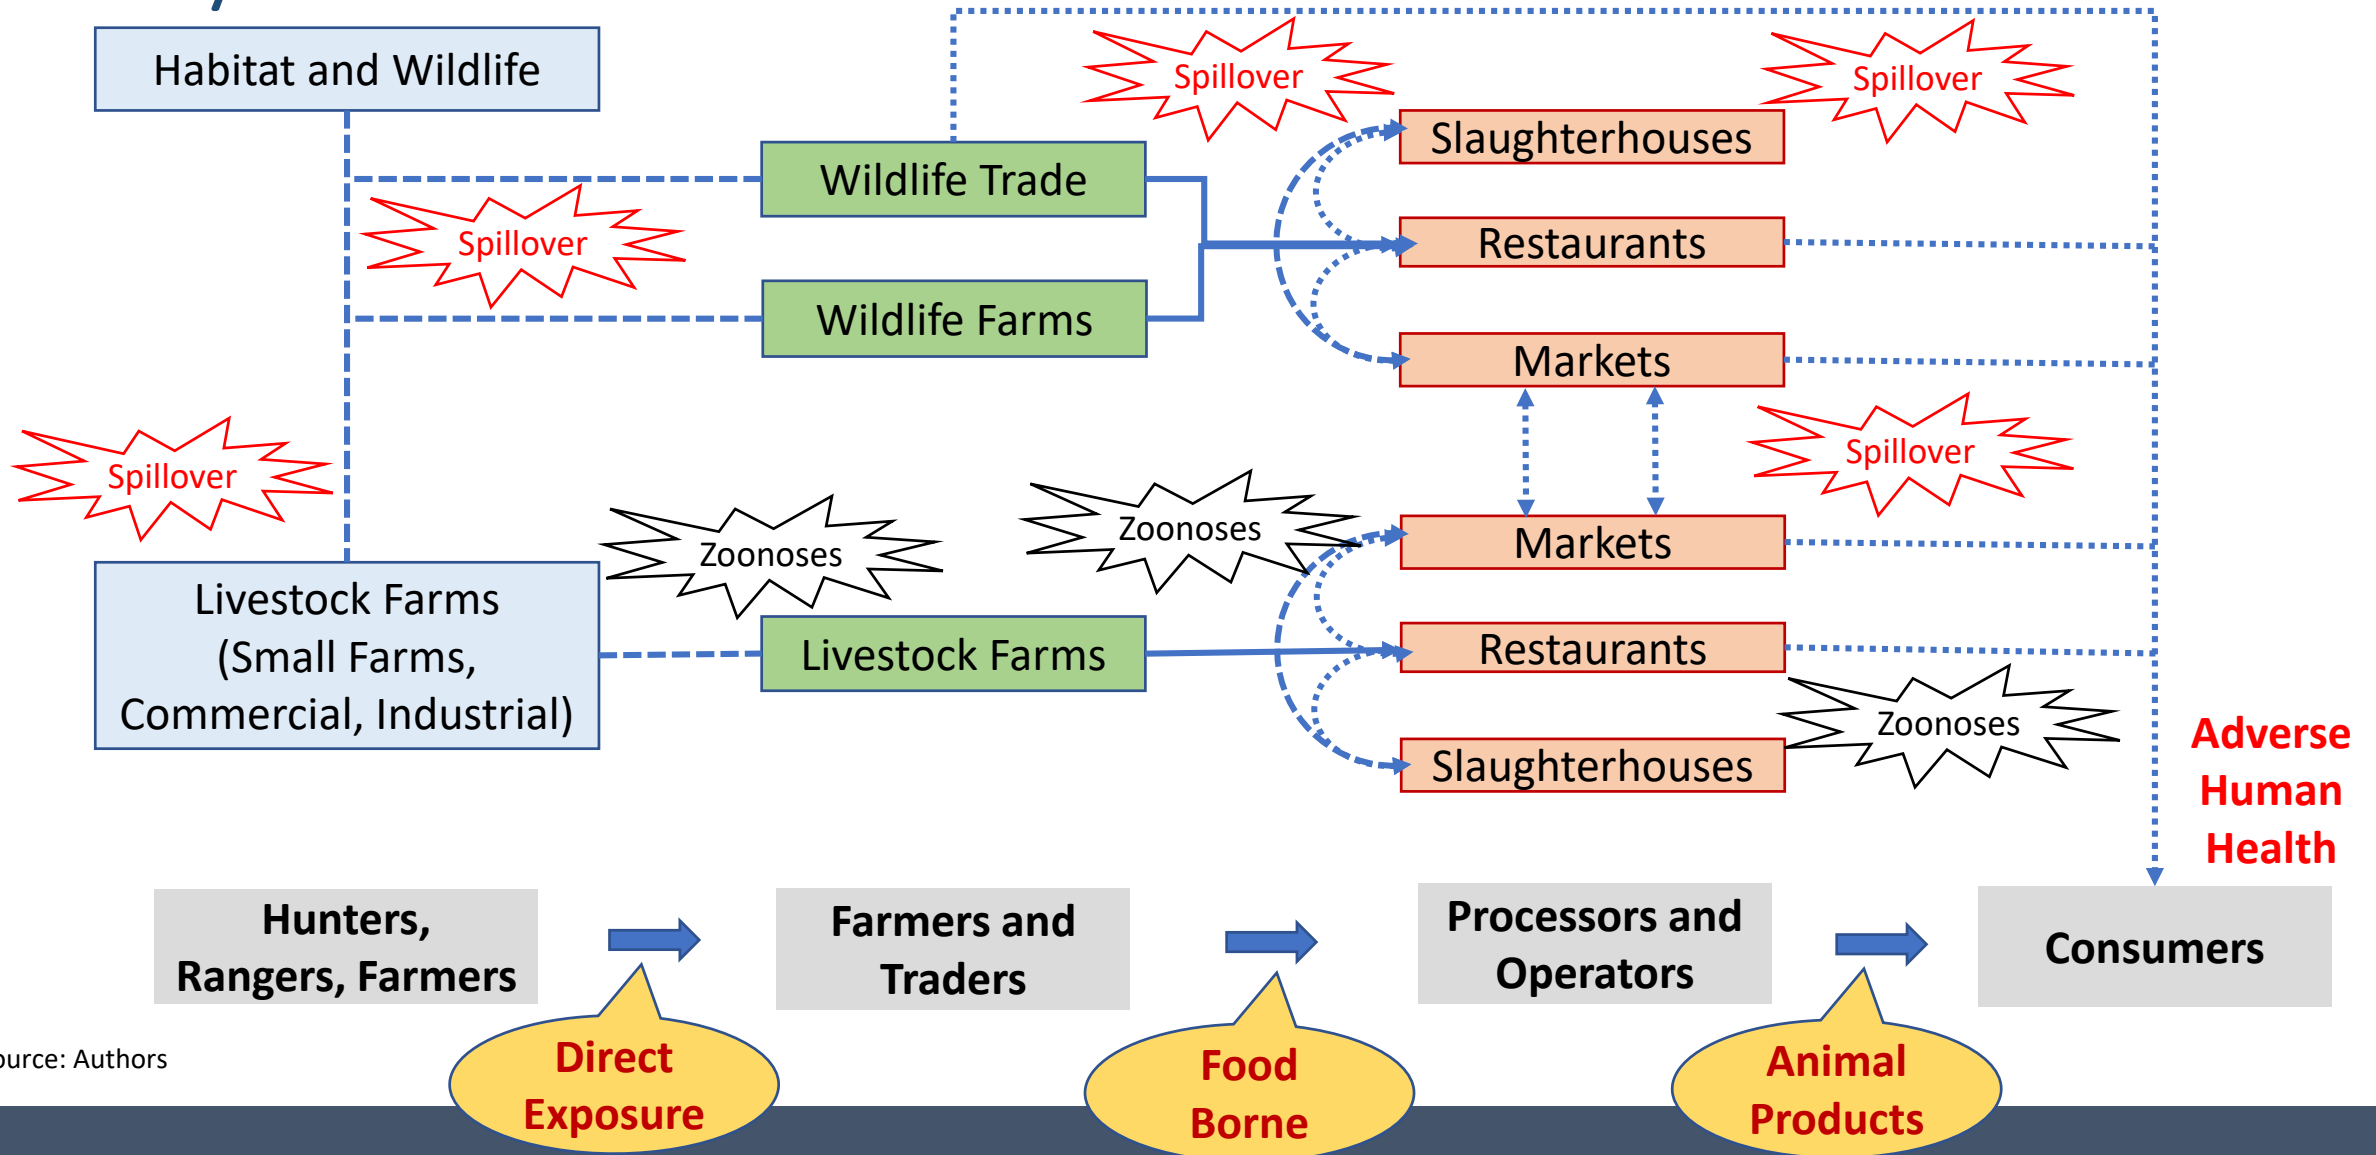 Habitat and Wildlife
Spillover
Spillover
Slaughterhouses
Wildlife Trade
Spillover
Restaurants
Wildlife Farms
Markets
Spillover
Spillover
Zoonoses
Zoonoses
Markets
Livestock Farms
(Small Farms,
Commercial, Industrial)
Livestock Farms
Restaurants
Zoonoses
Slaughterhouses
Adverse
Human
Health
Hunters,
Rangers, Farmers
Farmers and
Traders
Processors and
Operators
Consumers
ource: Authors
Direct
Exposure
Food
Borne
Animal
Products